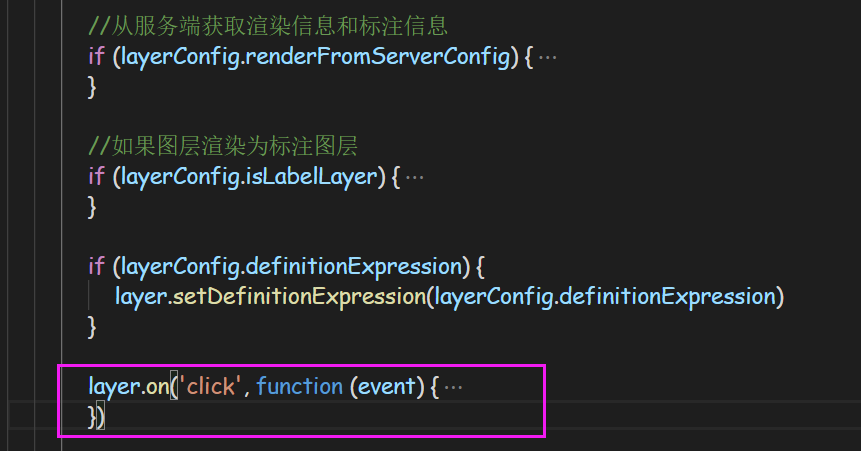 //从服务端获取渲染信息和标注信息
if (layerConfig.renderFromServerConfig) { ···
}
//如果图层渲染为标注图层
if (layerConfig.isLabelLayer) { ···
}
if (layerConfig.definitionExpression) {
layer.setDefinitionExpression(layerConfig.definitionExpression)
}
layer.on('click', function (event) { ···
})